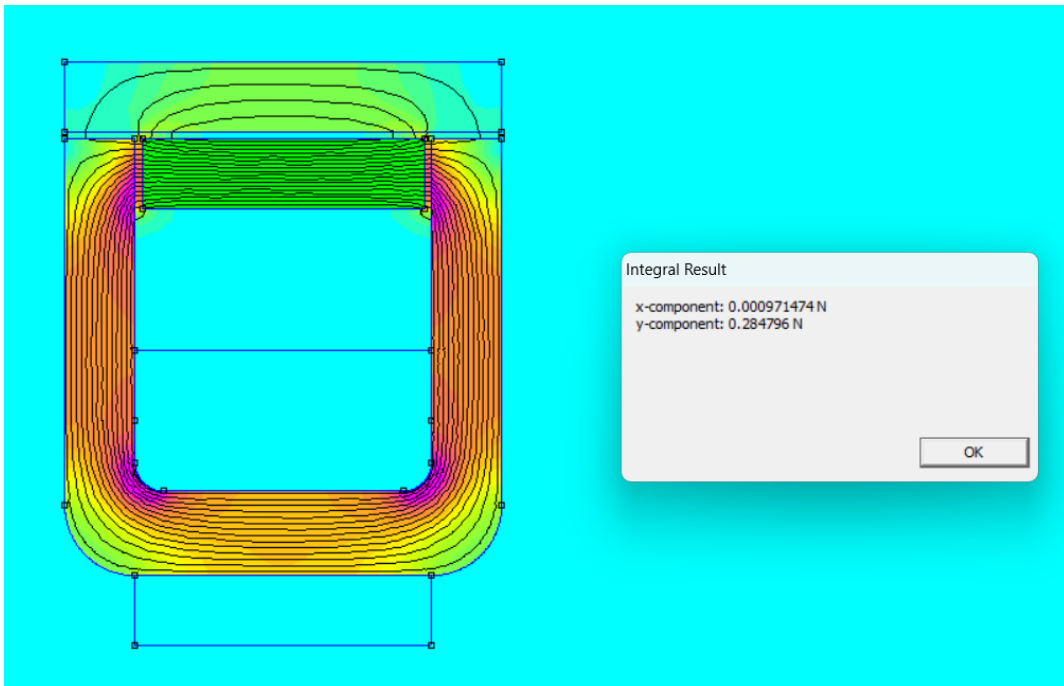 Integral Result
x-component: 0.000971474 N
y-component: 0.284796 N
OK